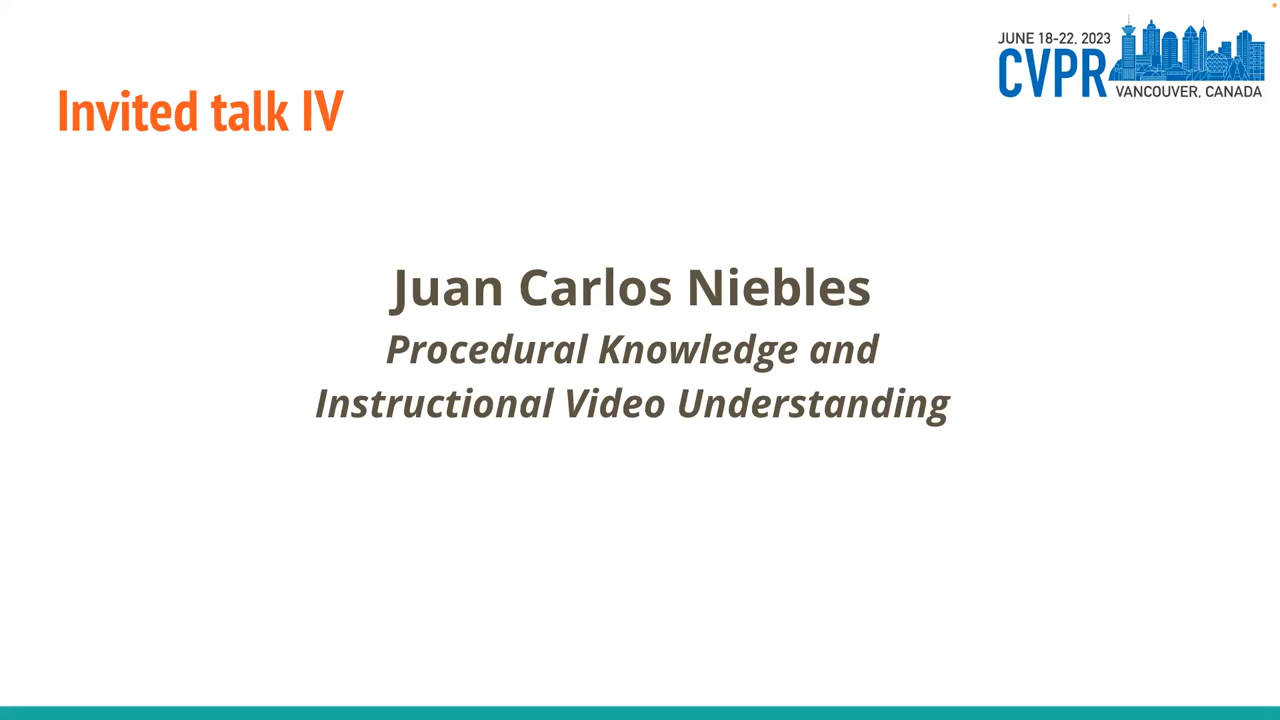 JUNE 18-22, 2023
CVPR
VANCOUVER, CANADA
Invited talk IV
Juan Carlos Niebles
Procedural Knowledge and
Instructional Video Understanding